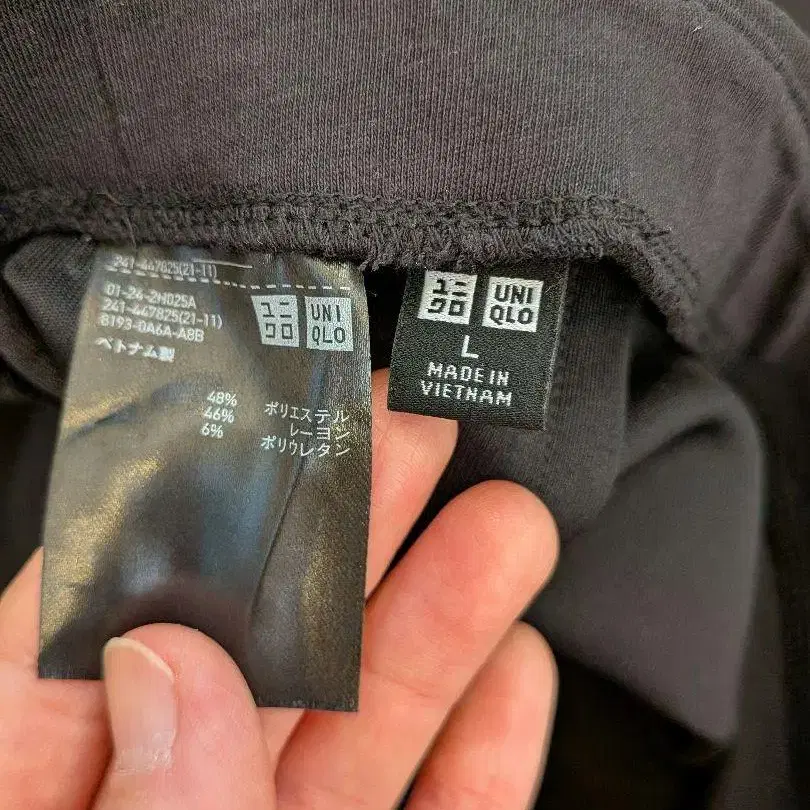 241-447825(21-11)
01-24-2H025A
241-447825(21-11)
8193-DA6A-A8B
ベトナム製
ユニ
クロ
UNI
QLO
48% ポリエステル
46% レーヨン
6% ポリウレタン
ユニ
クロ
UNI
QLO
L
MADE IN
VIETNAM